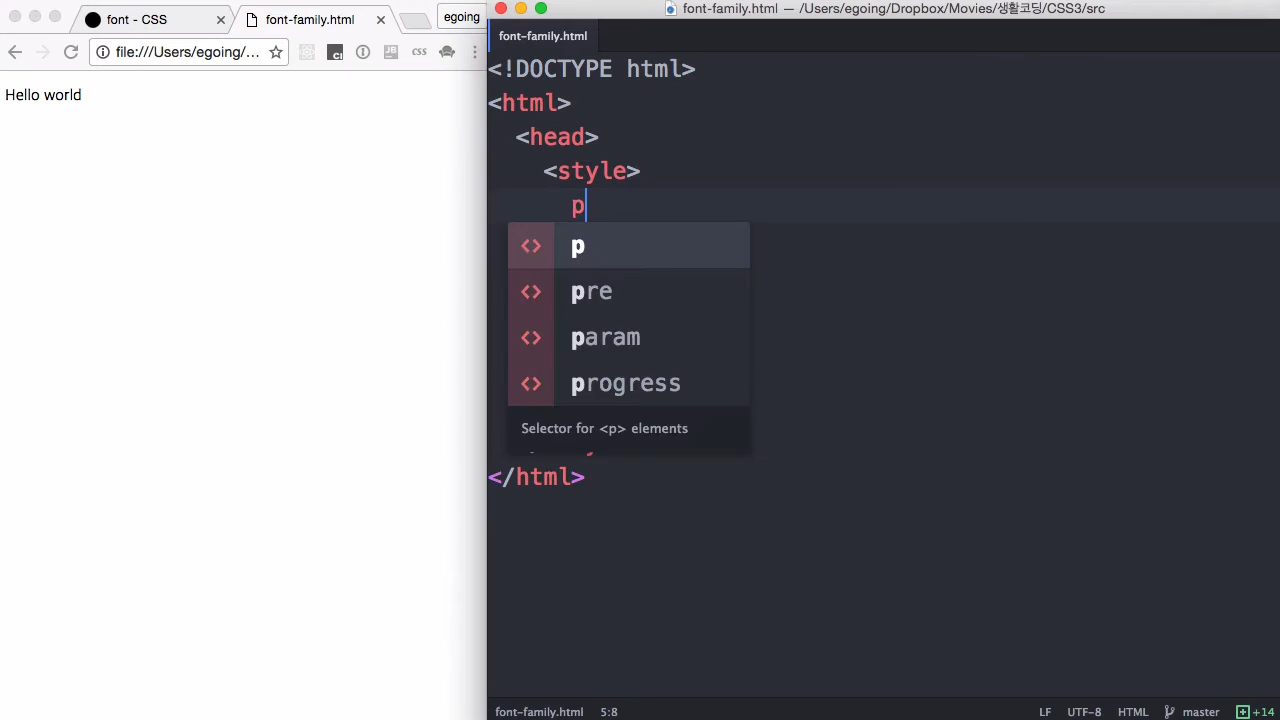 font - CSS
font-family.html
egoing
font-family.html — /Users/egoing/Dropbox/Movies/생활코딩/CSS3/src
file:///Users/egoing/...
CSS
font-family.html
Hello world
<!DOCTYPE html>
<html>
<head>
<style>
p
p
pre
param
progress
Selector for <p> elements
</html>
font-family.html
5:8
LF
UTF-8
HTML
master
+14